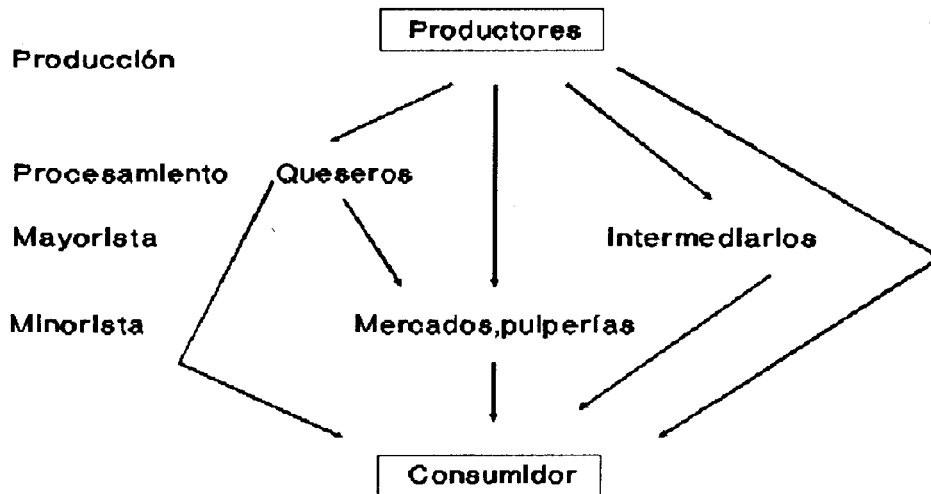 Productores
Producción
Procesamiento Queseros
Mayorista Intermediarios
Minorista Mercados,pulperías
Consumidor